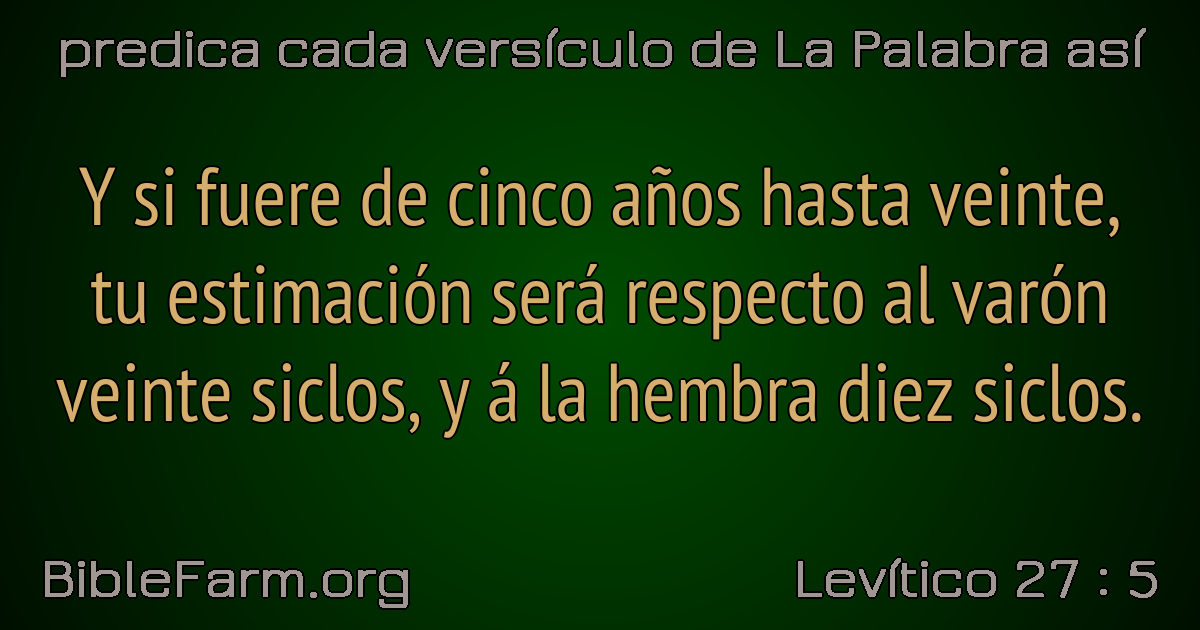 predica cada versículo de La Palabra así
Y si fuere de cinco años hasta veinte,
tu estimación será respecto al varón
veinte siclos, y á la hembra diez siclos.
BibleFarm.org
Levítico 27 : 5